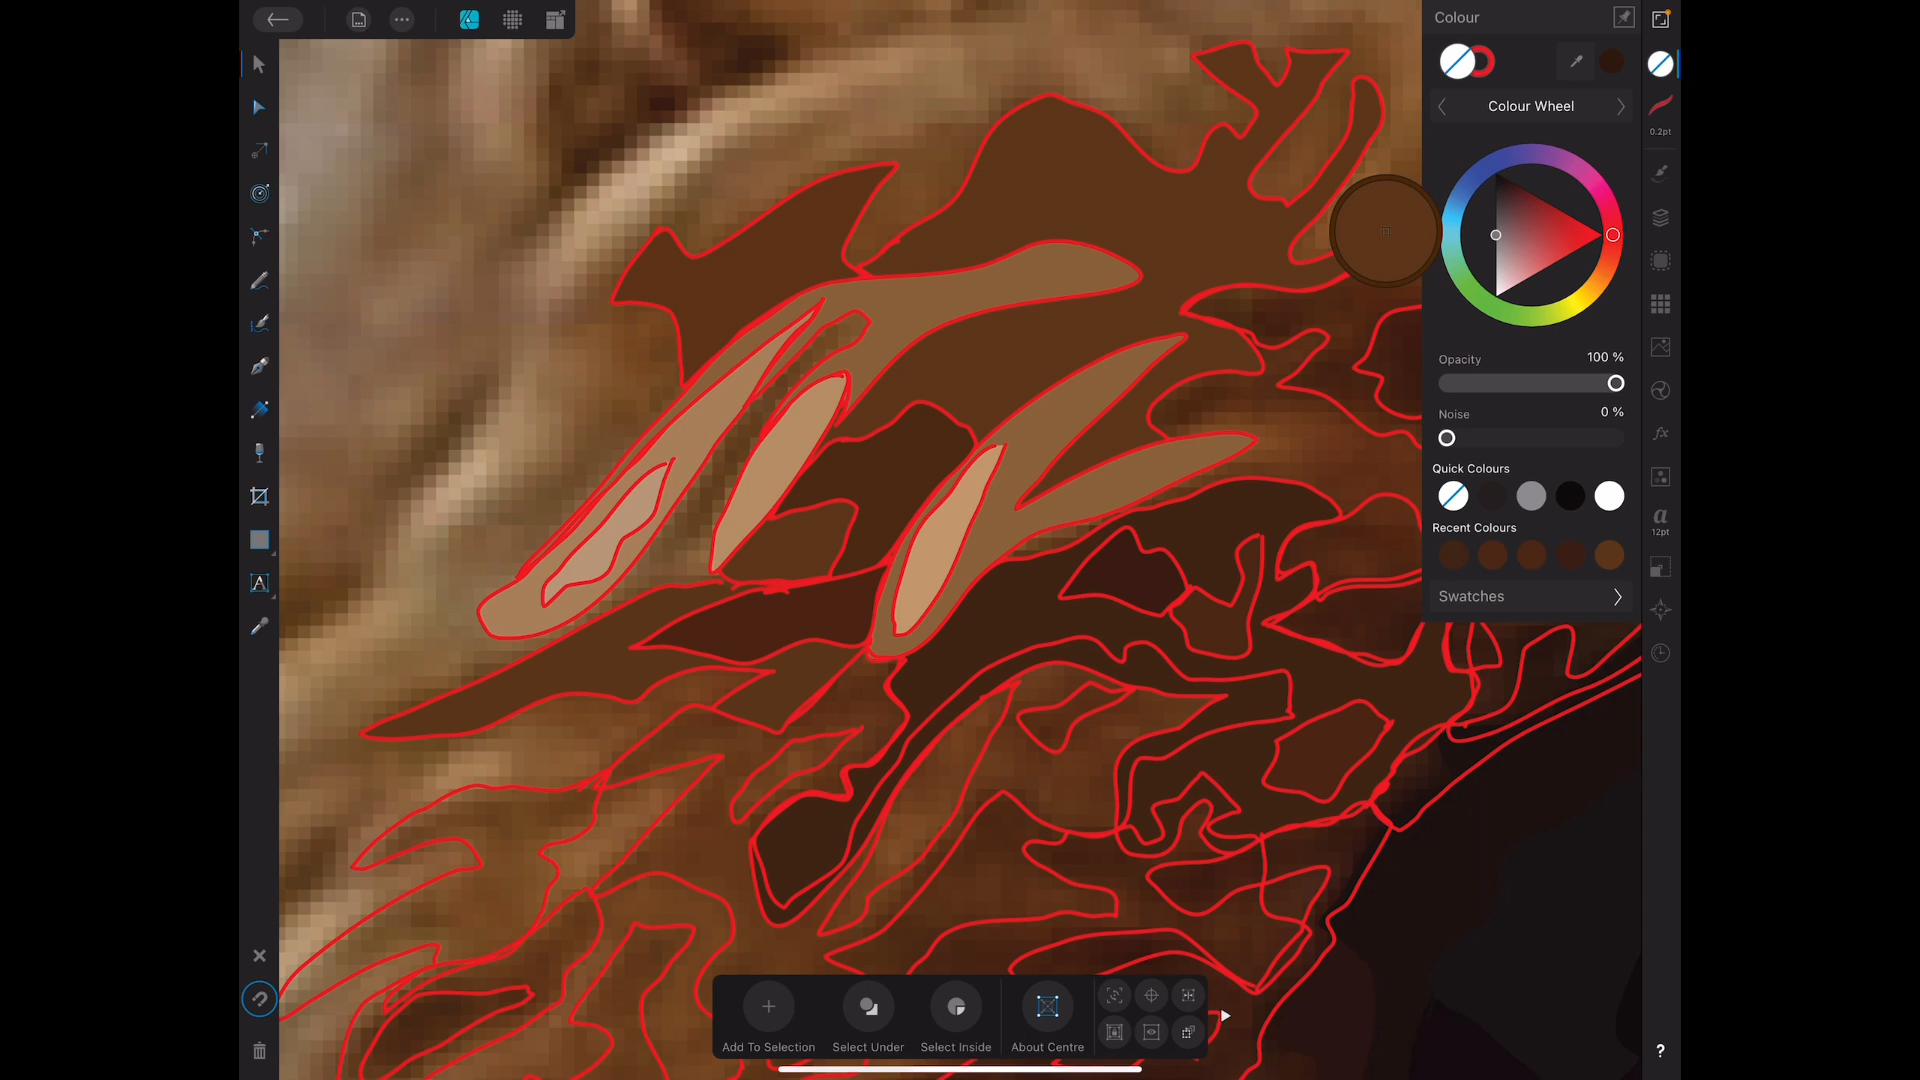 Colour
Colour Wheel
0.2pt
Opacity
100 %
Noise
0 %
fx
Quick Colours
a
12pt
Recent Colours
A
Swatches
Add To Selection
Select Under
Select Inside
About Centre
?